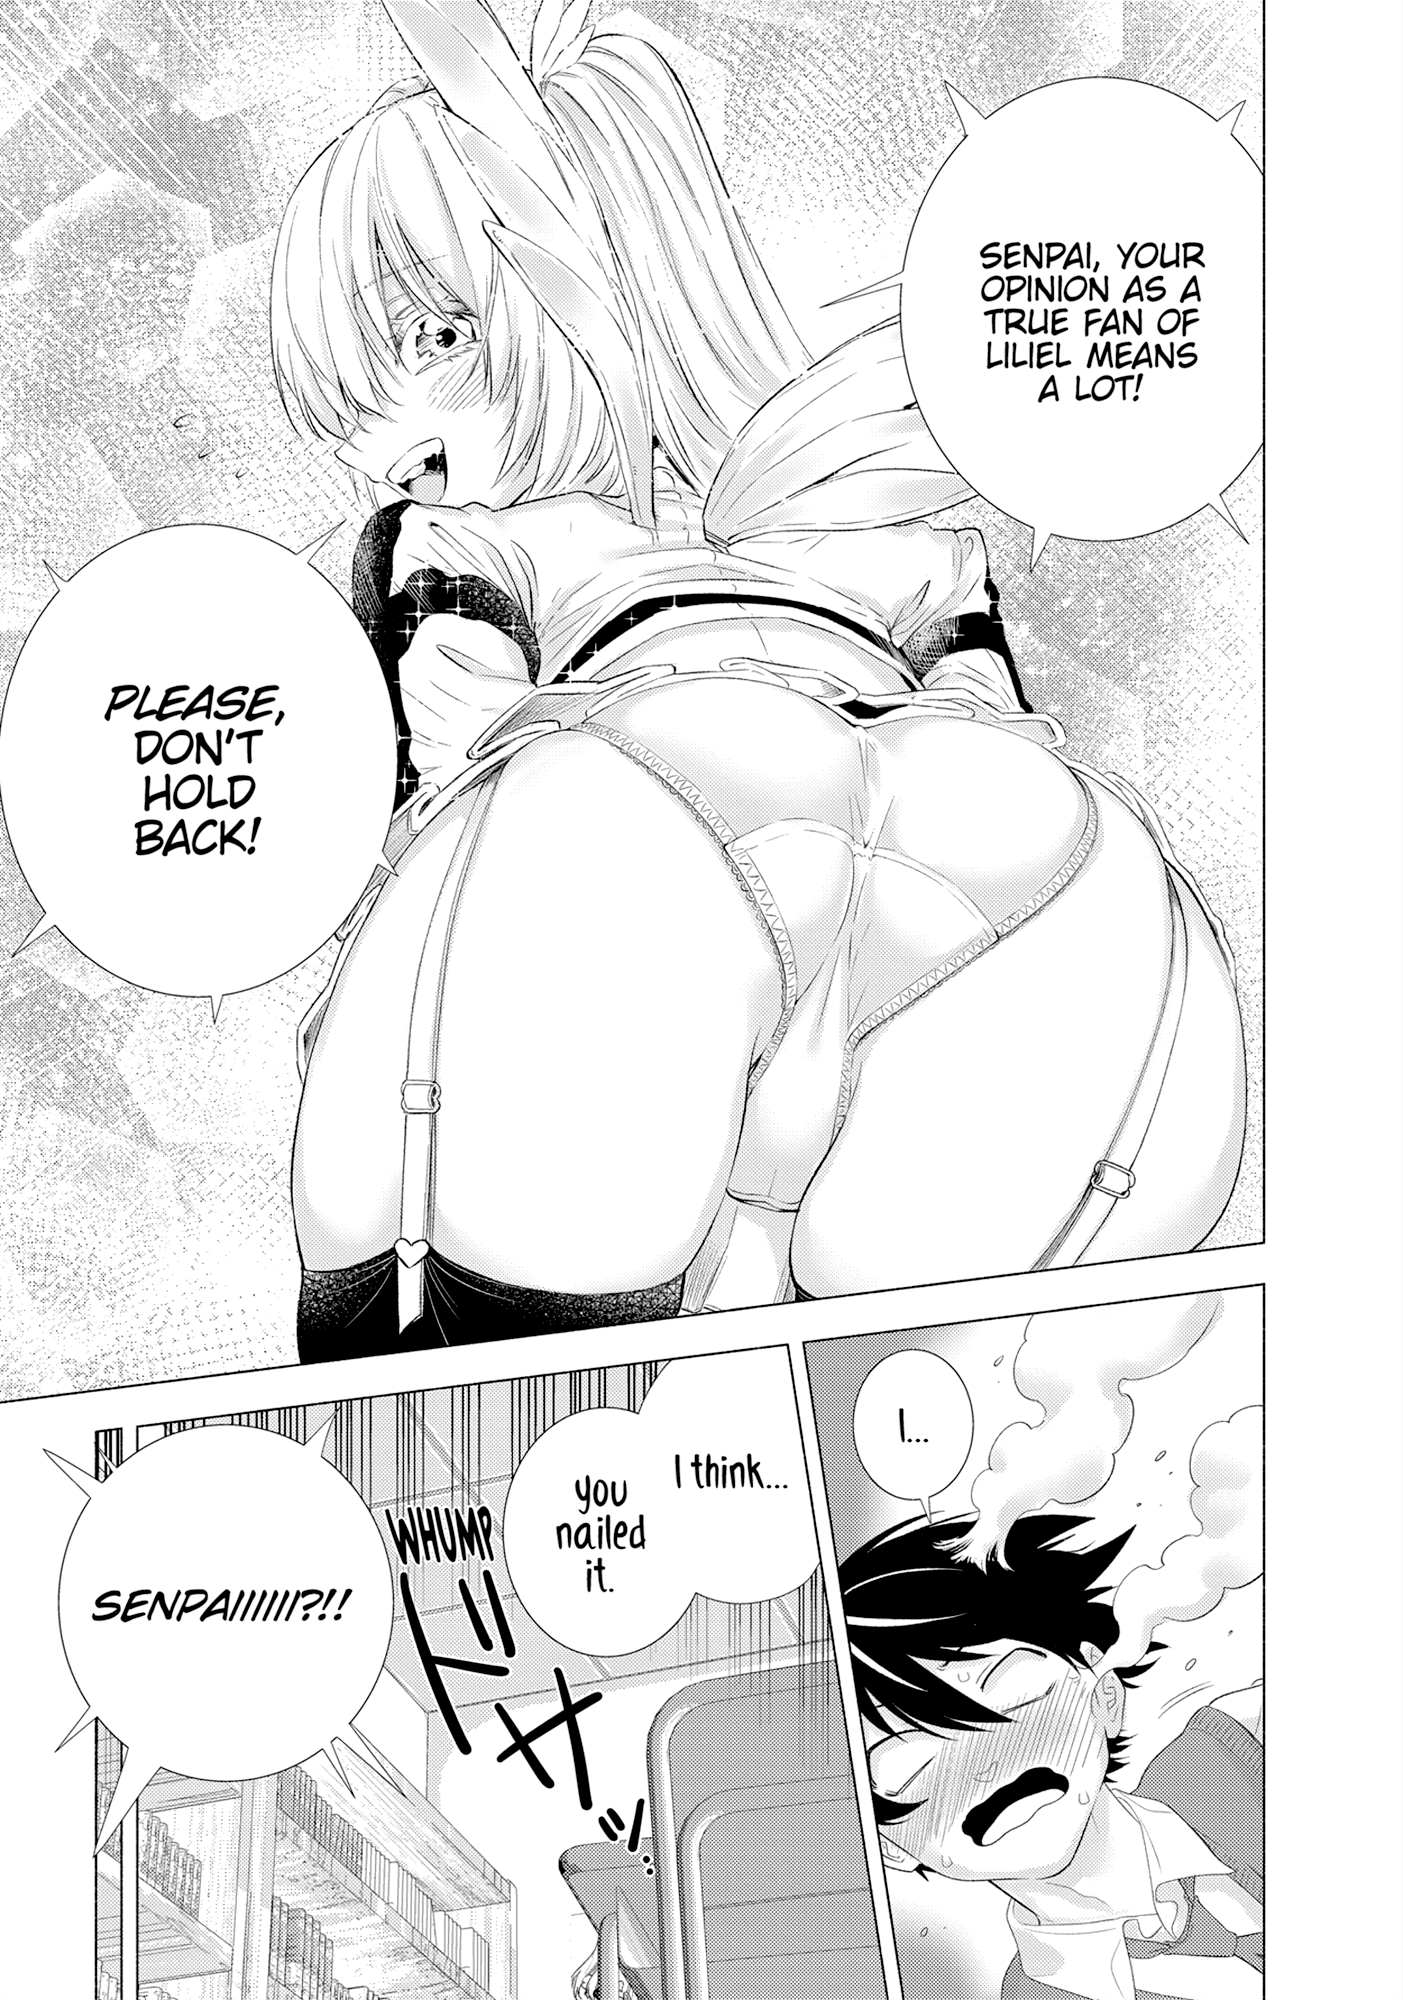 SENPAI, YOUR
OPINION AS A
TRUE FAN OF
LILIEL MEANS
A LOT!
PLEASE,
DON'T
HOLD
BACK!
I...
I think...
you
nailed
it.
WHUMP
ドサッ...
SENPAIIIIII?!!